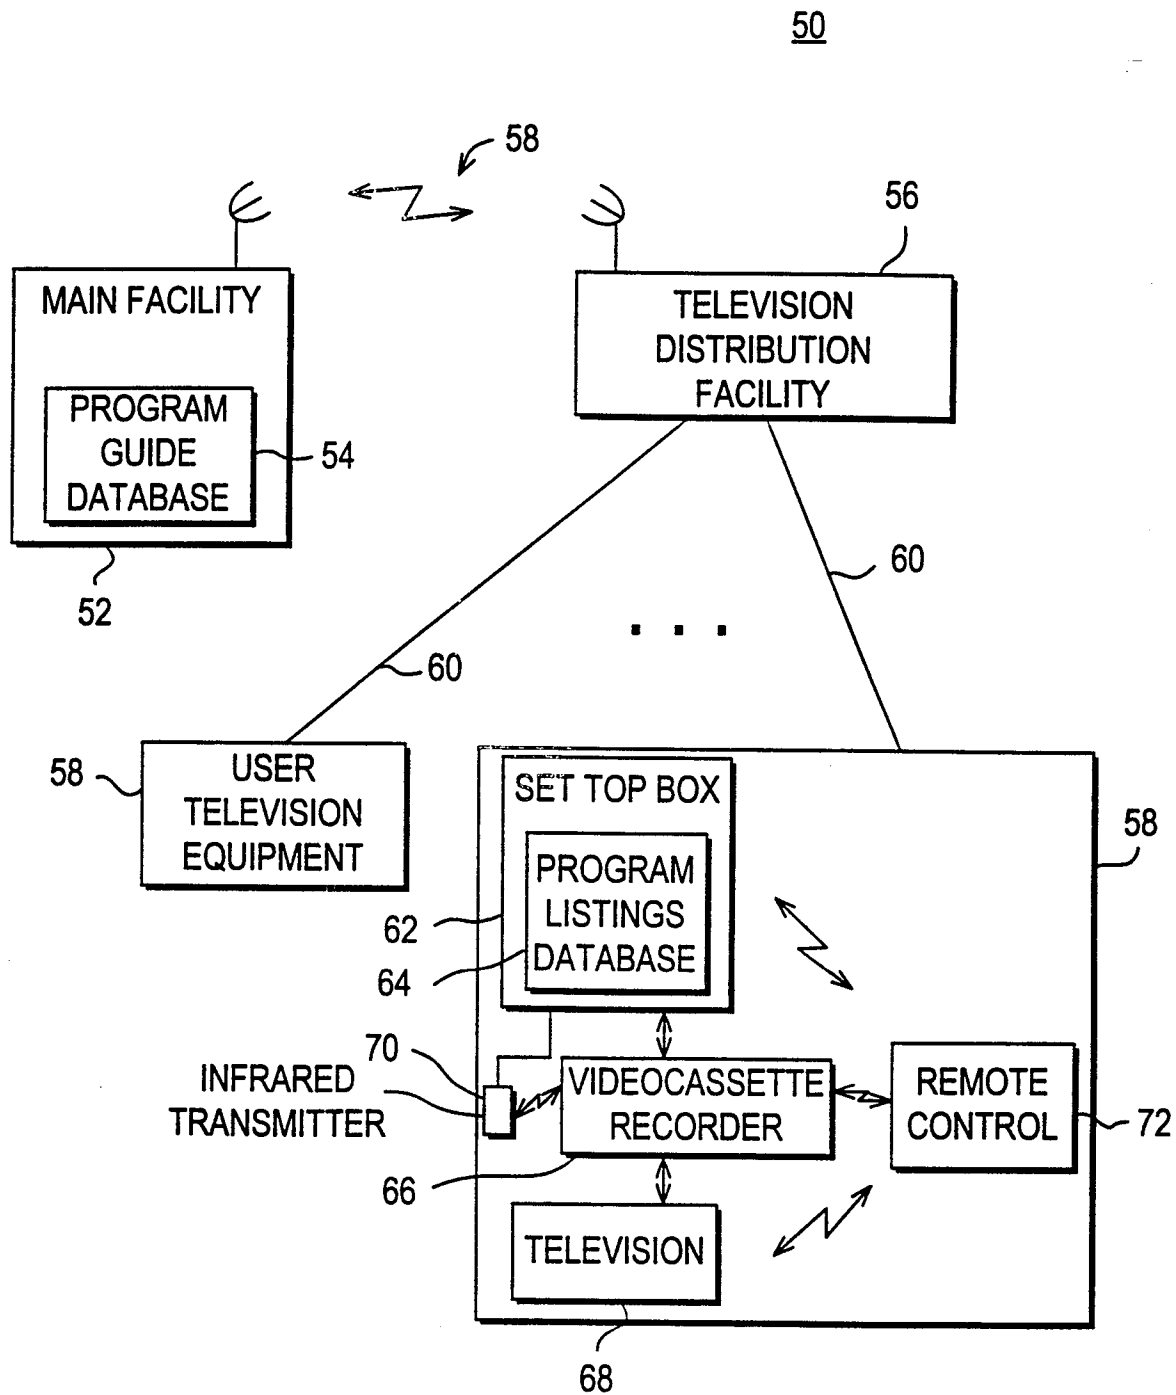 50
58
56
MAIN FACILITY
TELEVISION
DISTRIBUTION
FACILITY
PROGRAM
GUIDE
DATABASE
54
52
60
60
. . .
58
USER
TELEVISION
EQUIPMENT
SET TOP BOX
58
PROGRAM
LISTINGS
DATABASE
62
64
70
INFRARED
TRANSMITTER
VIDEOCASSETTE
RECORDER
REMOTE
CONTROL
72
66
TELEVISION
68